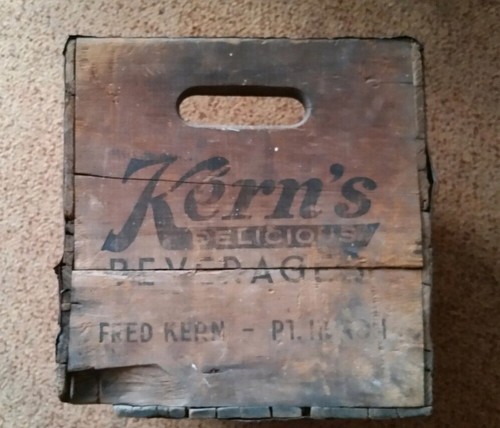 Kern's
DELICIOUS
BEVERAGES
FRED KERN - PT.